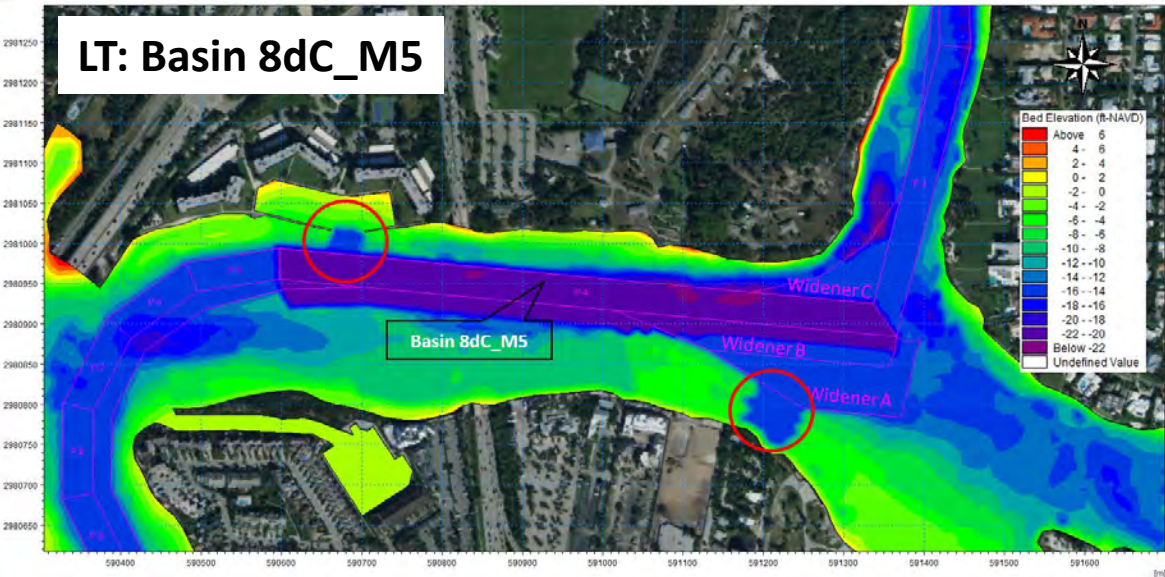 LT: Basin 8dC_M5
N
2981250
2981200
2981150
2981100
2981050
2981000
2980950
2980900
2980850
2980800
2980750
2980700
2980650
Bed Elevation (ft-NAVD)
Above 6
4 - 6
2 - 4
0 - 2
-2 - 0
-4 - -2
-6 - -4
-8 - -6
-10 - -8
-12 - -10
-14 - -12
-16 - -14
-18 - -16
-20 - -18
-22 - -20
Below -22
Undefined Value
P4
Widener C
Basin 8dC_M5
Widener B
Widener A
590400 590500 590600 590700 590800 590900 591000 591100 591200 591300 591400 591500 591600